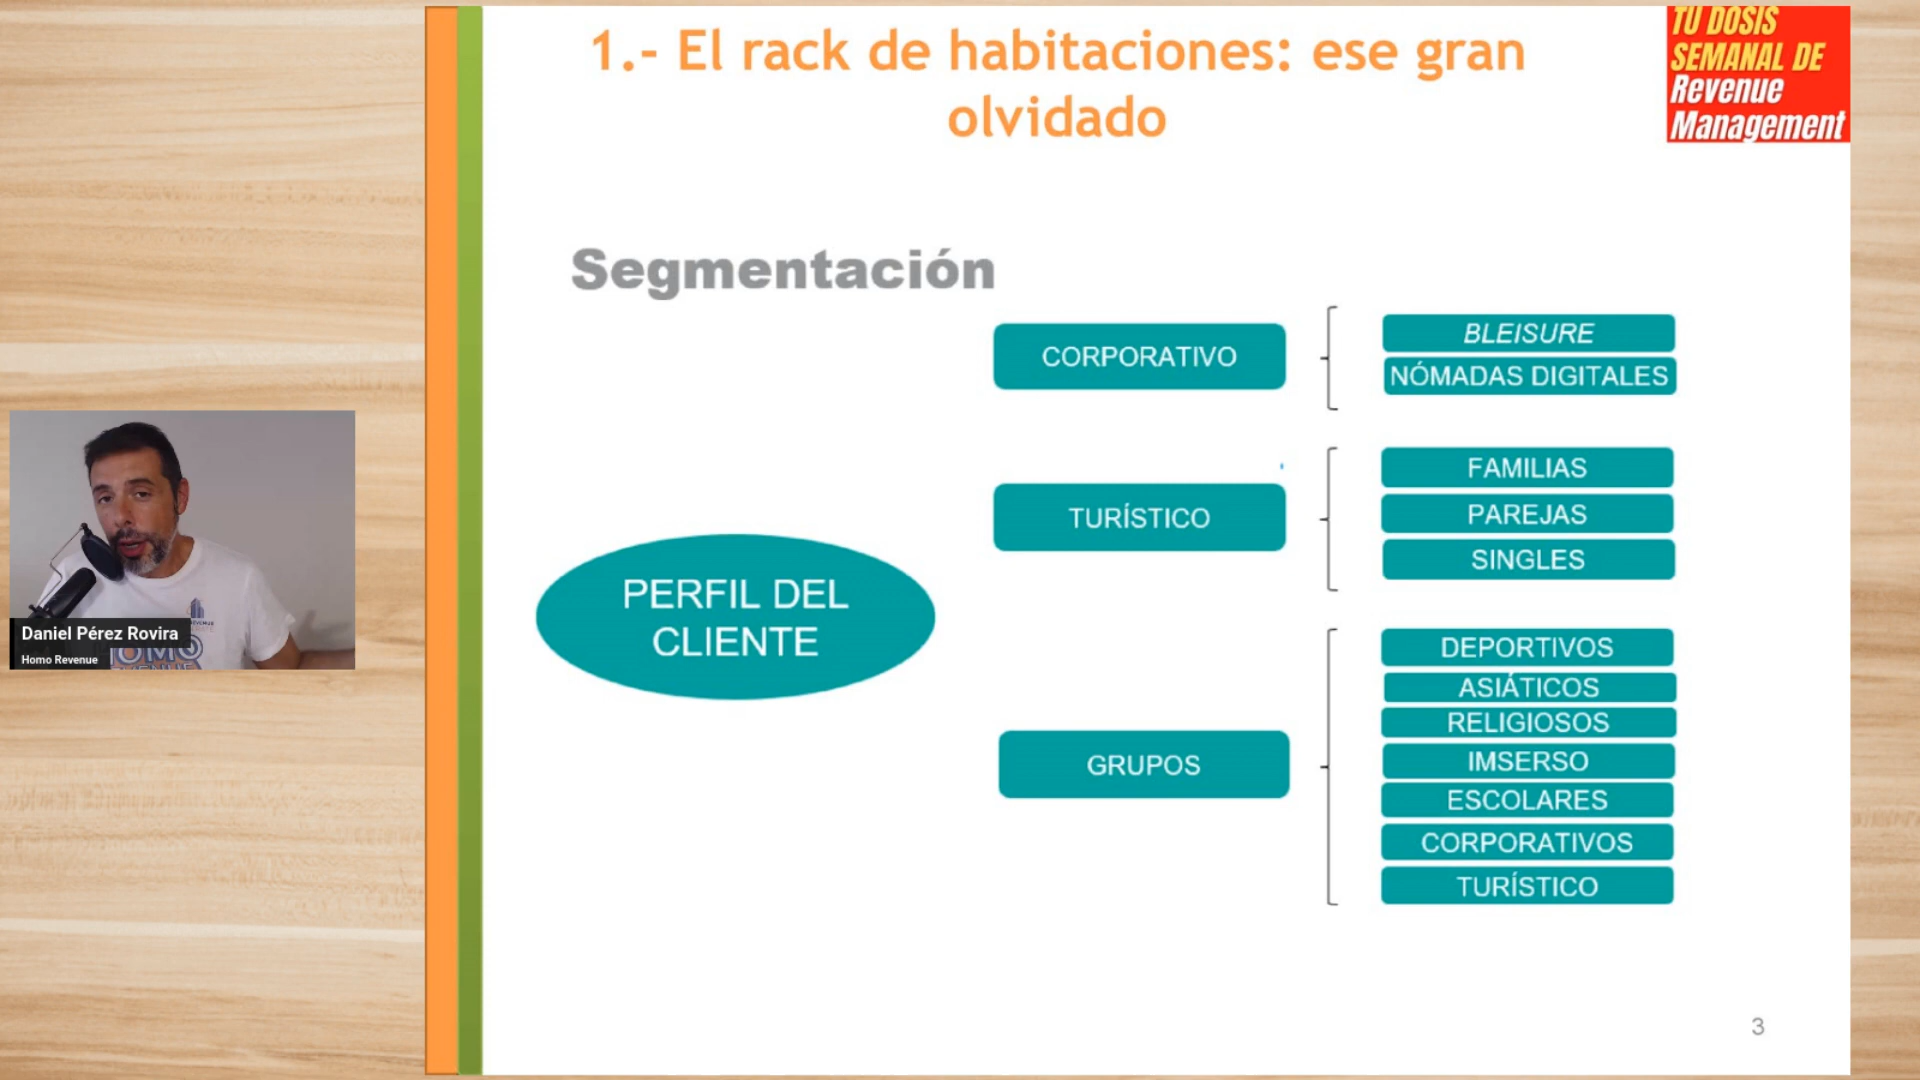 1.- El rack de habitaciones: ese gran
olvidado
TU DOSIS
SEMANAL DE
Revenue
Management
Segmentación
CORPORATIVO
BLEISURE
NÓMADAS DIGITALES
TURÍSTICO
FAMILIAS
PAREJAS
SINGLES
PERFIL DEL
CLIENTE
GRUPOS
DEPORTIVOS
ASIÁTICOS
RELIGIOSOS
IMSERSO
ESCOLARES
CORPORATIVOS
TURÍSTICO
Daniel Pérez Rovira
Homo Revenue
3